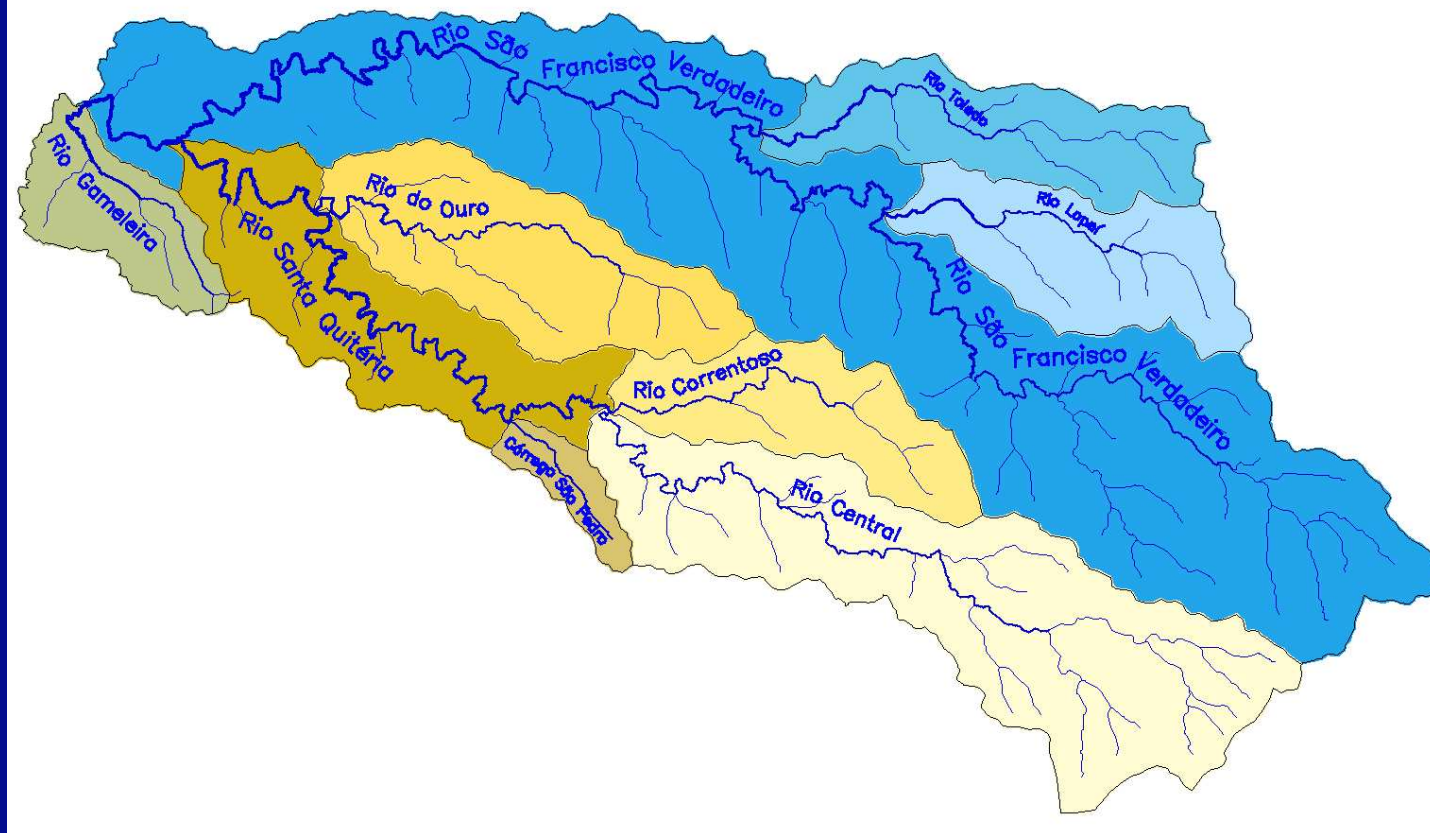 Rio São Francisco Verdadeiro
Rio Toledo
Rio Gameleira
Rio do Ouro
Rio Lopeí
Rio Santa Quitéria
Rio São Francisco Verdadeiro
Rio Correntoso
Córrego São Pedro
Rio Central